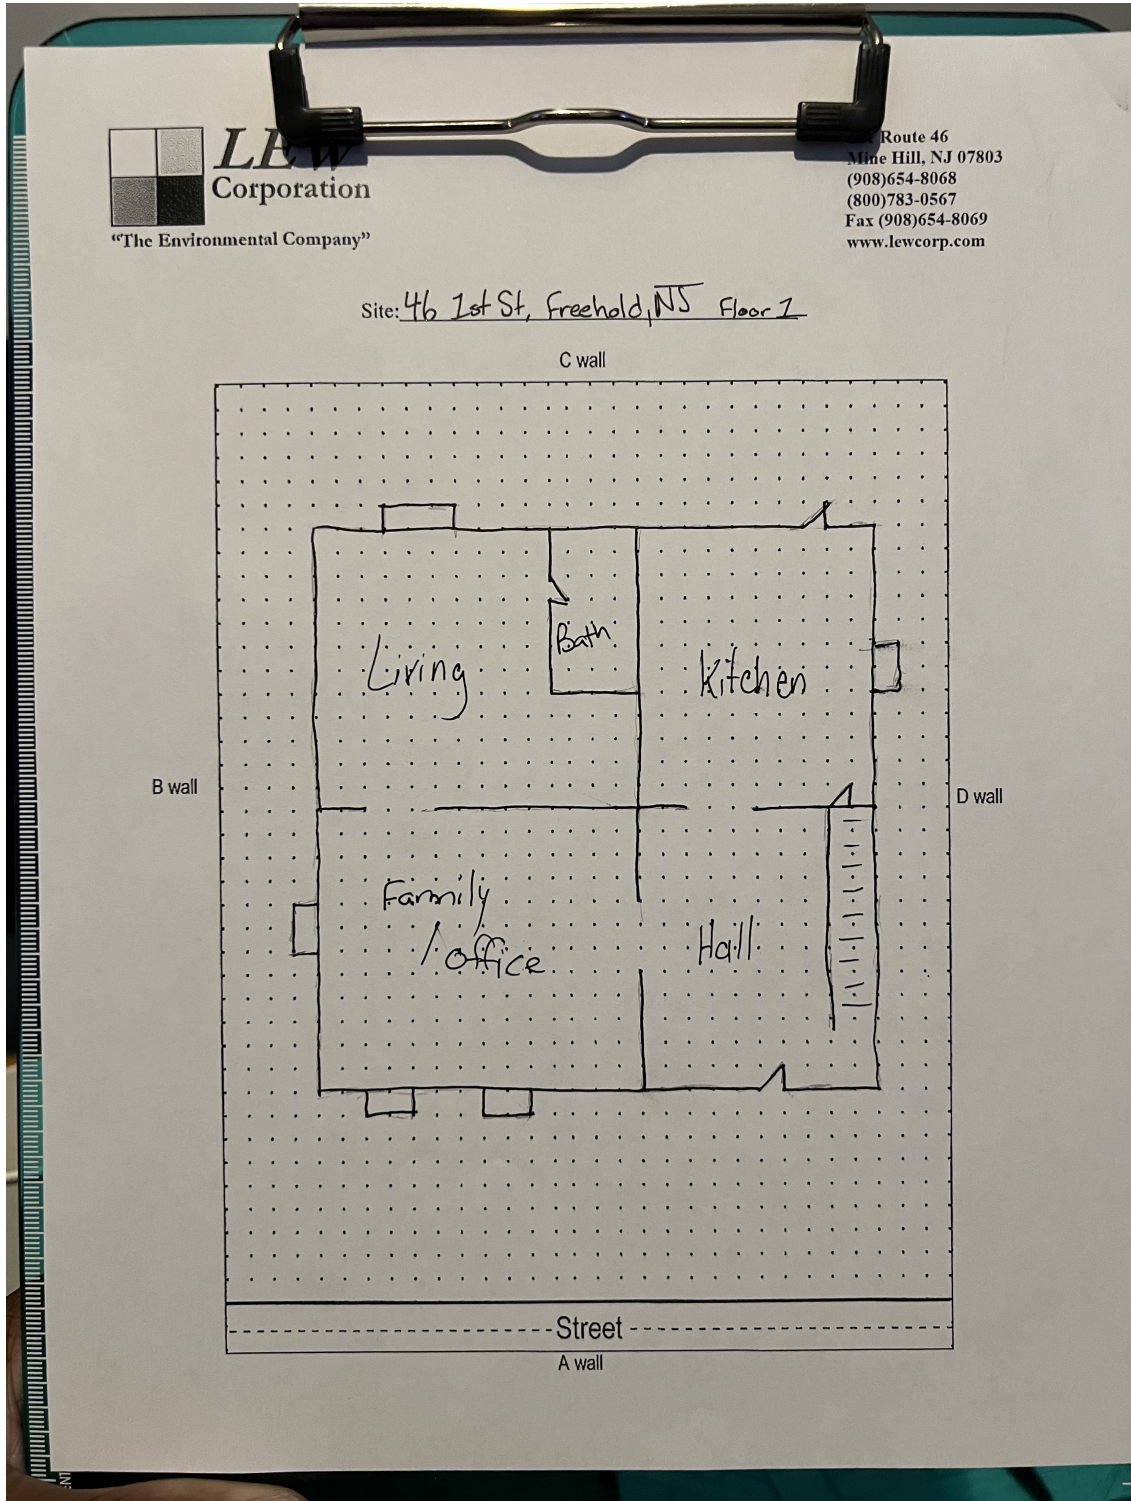 LEW
Corporation
"The Environmental Company"
Route 46
Mine Hill, NJ 07803
(908)654-8068
(800)783-0567
Fax (908)654-8069
www.lewcorp.com
Site: 46 1st St, Freehold, NJ Floor 1
C wall
Bath
Living
Kitchen
B wall
D wall
Farmily
/office
Hall
Street
A wall